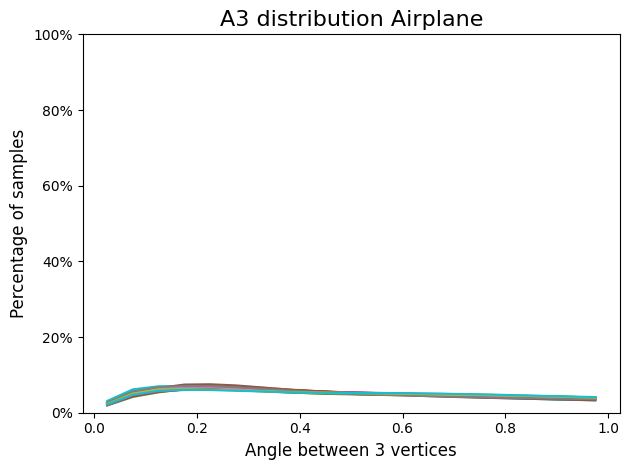 A3 distribution Airplane
100%
80%
60%
40%
20%
0%
Percentage of samples
0.0 0.2 0.4 0.6 0.8 1.0
Angle between 3 vertices